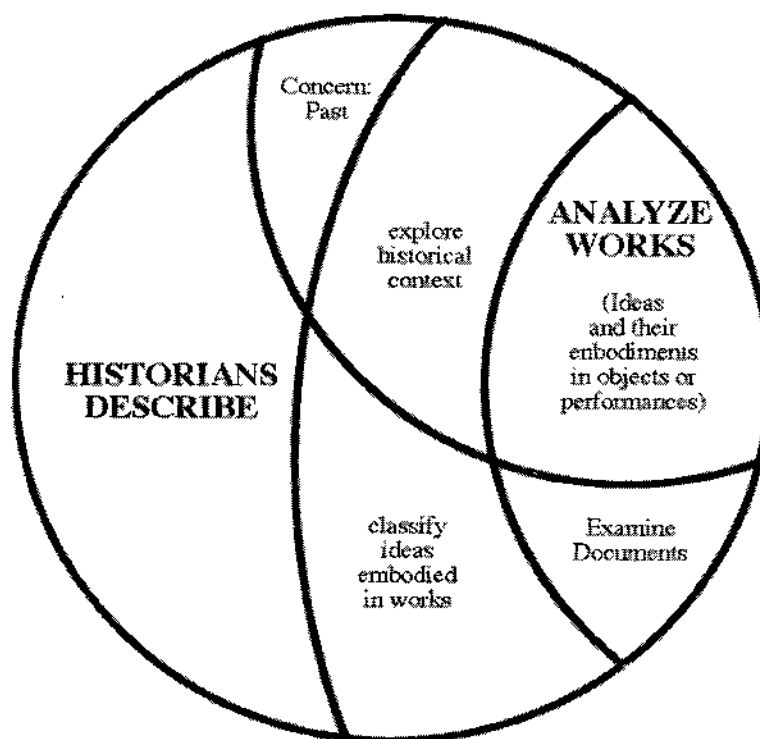 Concern:
Past
explore
historical
context
ANALYZE
WORKS
(Ideas
and their
enbodiments
in objects or
performances)
HISTORIANS
DESCRIBE
classify
ideas
embodied
in works
Examine
Documents